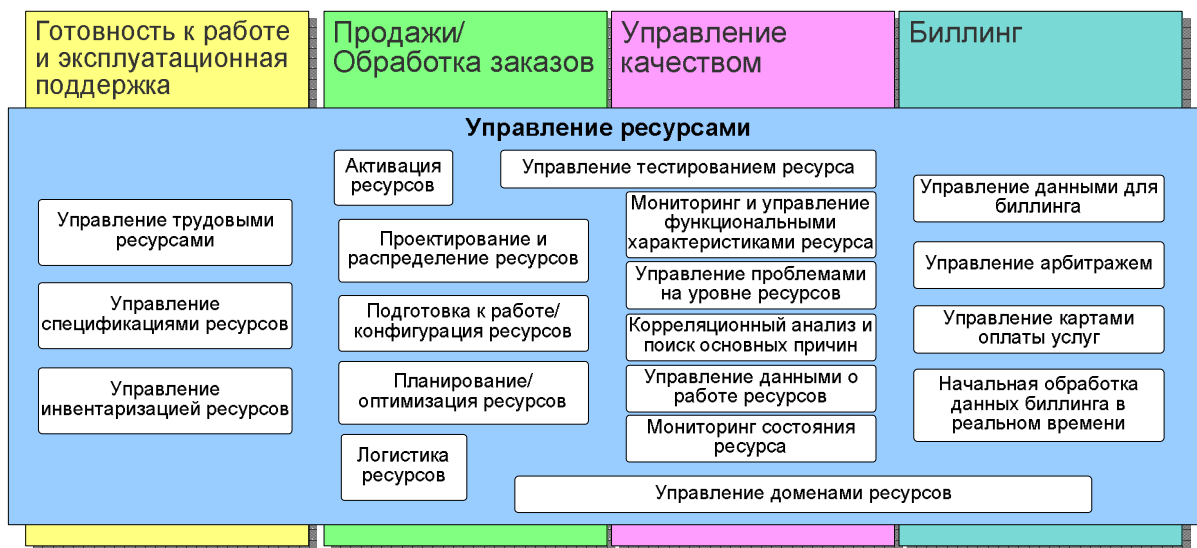 Готовность к работе
и эксплуатационная
поддержка
Продажи/
Обработка заказов
Управление
качеством
Биллинг
Управление ресурсами
Управление трудовыми
ресурсами
Управление
спецификациями ресурсов
Управление
инвентаризацией ресурсов
Активация
ресурсов
Проектирование и
распределение ресурсов
Подготовка к работе/
конфигурация ресурсов
Планирование/
оптимизация ресурсов
Логистика
ресурсов
Управление тестированием ресурса
Мониторинг и управление
функциональными
характеристиками ресурса
Управление проблемами
на уровне ресурсов
Корреляционный анализ и
поиск основных причин
Управление данными о
работе ресурсов
Мониторинг состояния
ресурса
Управление данными для
биллинга
Управление арбитражем
Управление картами
оплаты услуг
Начальная обработка
данных биллинга в
реальном времени
Управление доменами ресурсов